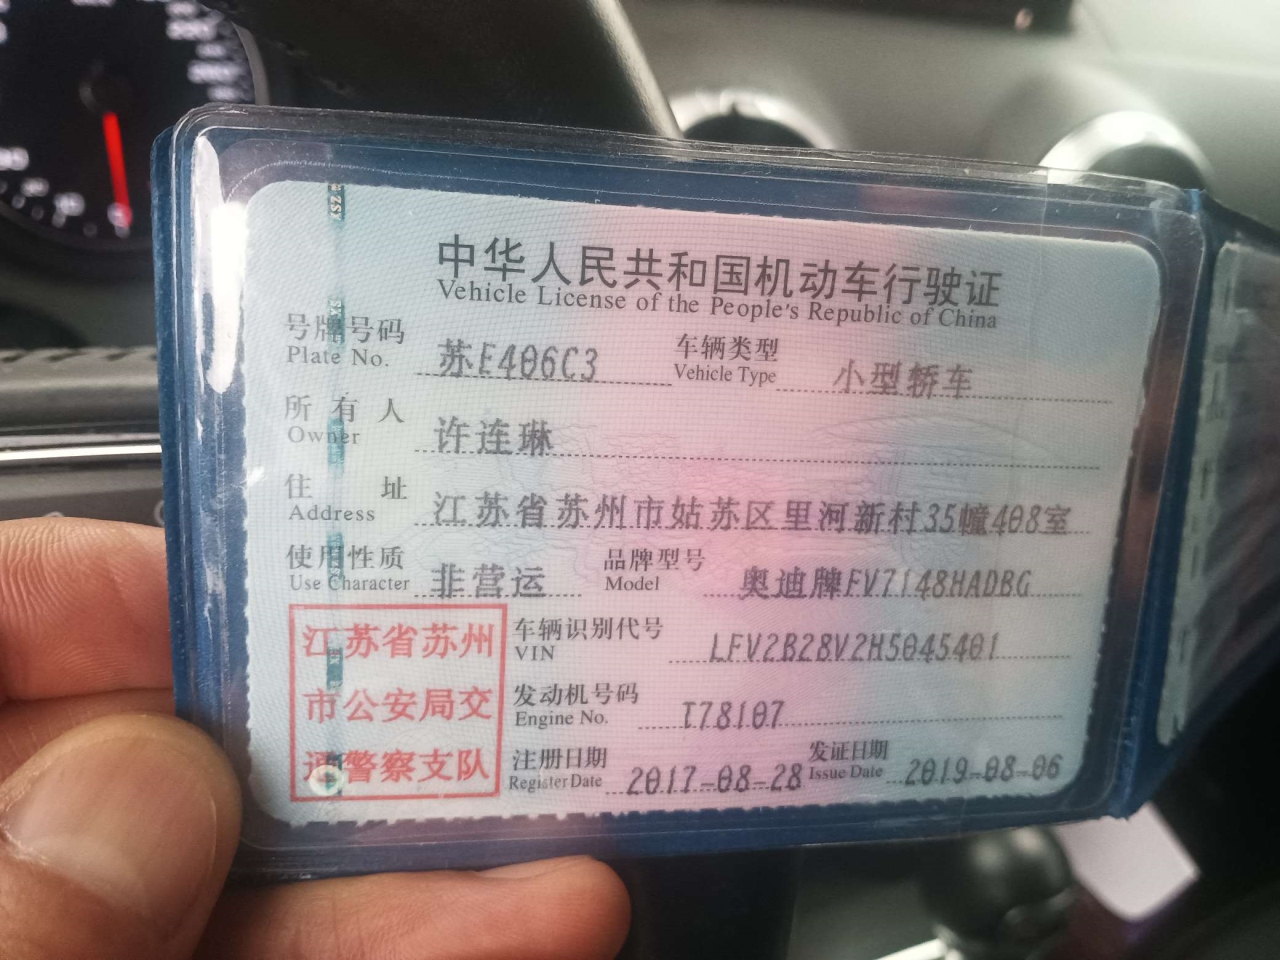 中华人民共和国机动车行驶证
Vehicle License of the People's Republic of China
号牌号码 苏E406C3 车辆类型 小型轿车
Plate No. Vehicle Type
所有人 许连琳
Owner
住址 江苏省苏州市姑苏区里河新村35幢408室
Address
使用性质 非营运 品牌型号 奥迪牌FV7148HADBG
Use Character Model
江苏省苏州
市公安局交
通警察支队
车辆识别代号 LFV2B28V2H5045401
VIN
发动机号码 T78107
Engine No.
注册日期 2017-08-28 发证日期 2019-08-06
Register Date Issue Date